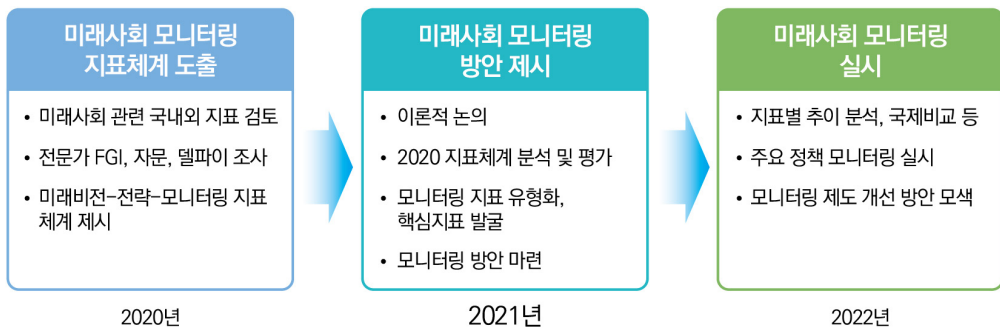 미래사회 모니터링
지표체계 도출
• 미래사회 관련 국내외 지표 검토
• 전문가 FGI, 자문, 델파이 조사
• 미래비전-전략-모니터링 지표
체계 제시
2020년
미래사회 모니터링
방안 제시
• 이론적 논의
• 2020 지표체계 분석 및 평가
• 모니터링 지표 유형화,
핵심지표 발굴
• 모니터링 방안 마련
2021년
미래사회 모니터링
실시
• 지표별 추이 분석, 국제비교 등
• 주요 정책 모니터링 실시
• 모니터링 제도 개선 방안 모색
2022년